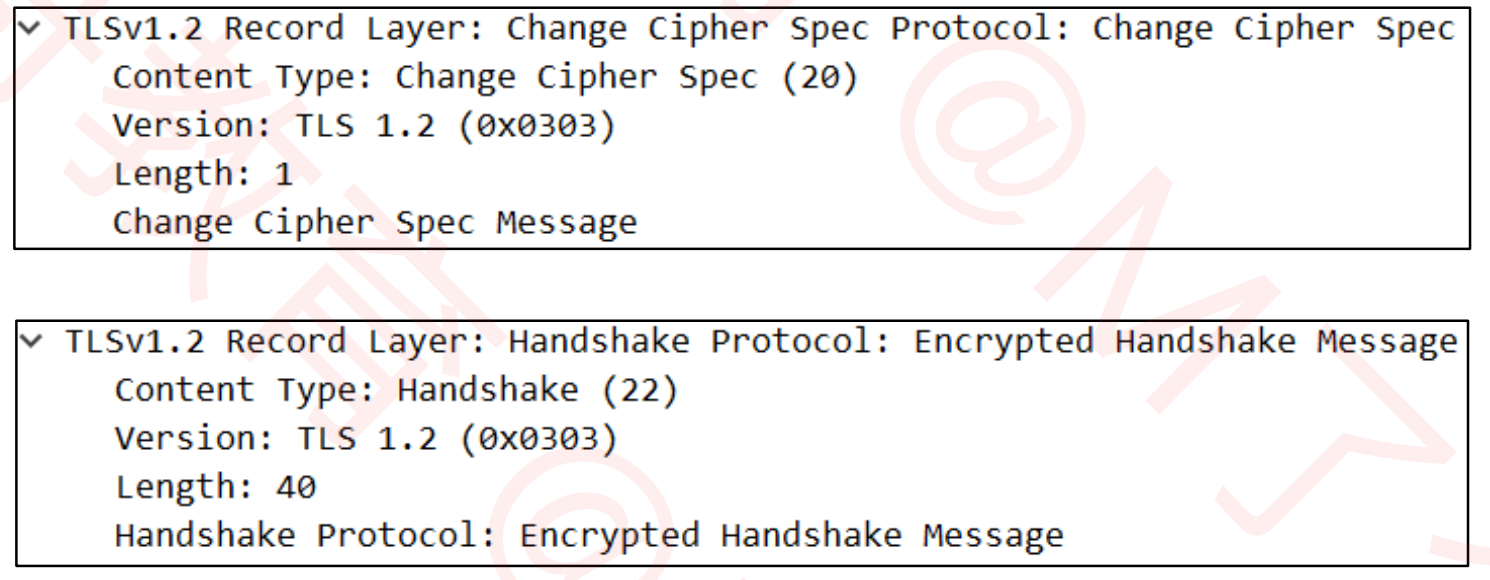 TLSv1.2 Record Layer: Change Cipher Spec Protocol: Change Cipher Spec
Content Type: Change Cipher Spec (20)
Version: TLS 1.2 (0x0303)
Length: 1
Change Cipher Spec Message
TLSv1.2 Record Layer: Handshake Protocol: Encrypted Handshake Message
Content Type: Handshake (22)
Version: TLS 1.2 (0x0303)
Length: 40
Handshake Protocol: Encrypted Handshake Message